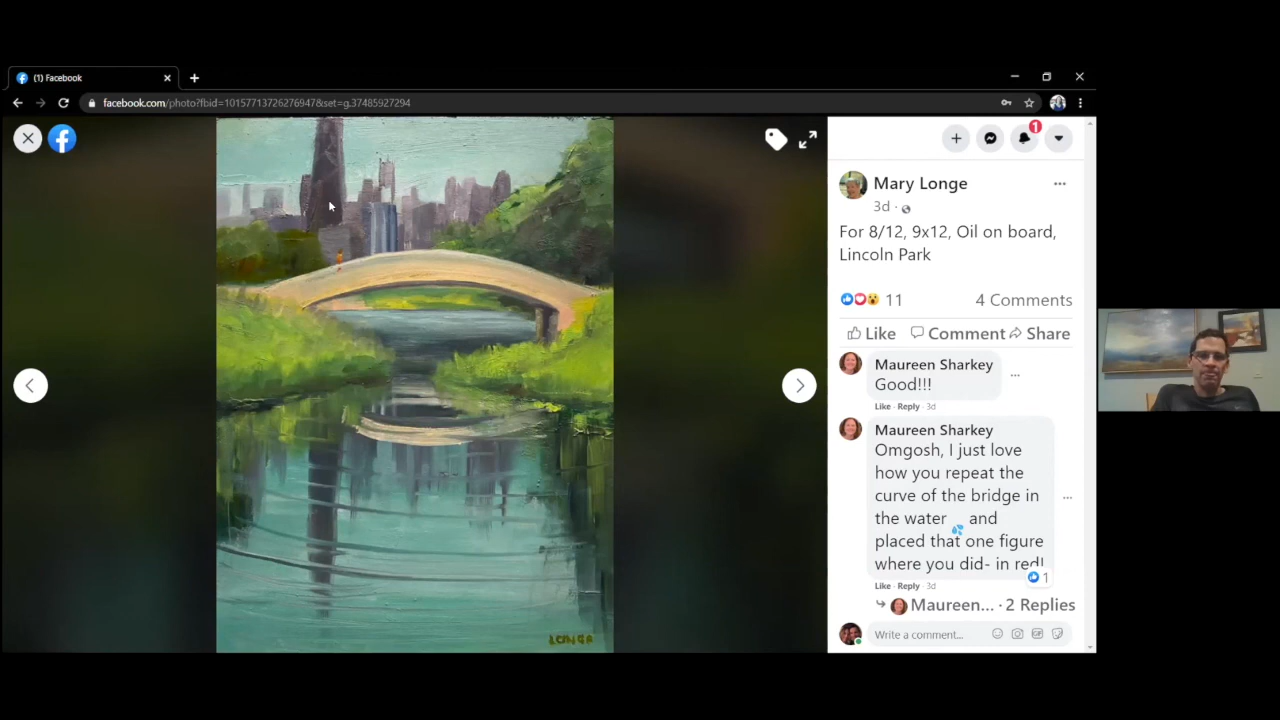 (1) Facebook
facebook.com/photo?fbid=10157713726276947&set=g.37485927294
1
Mary Longe
3d ·
For 8/12, 9x12, Oil on board,
Lincoln Park
11 4 Comments
Like Comment Share
Maureen Sharkey
Good!!!
Like · Reply · 3d
Maureen Sharkey
Omgosh, I just love
how you repeat the
curve of the bridge in
the water 💦 and
placed that one figure
where you did- in red!
1
Like · Reply · 3d
Maureen... · 2 Replies
Write a comment...
GIF
LONGE